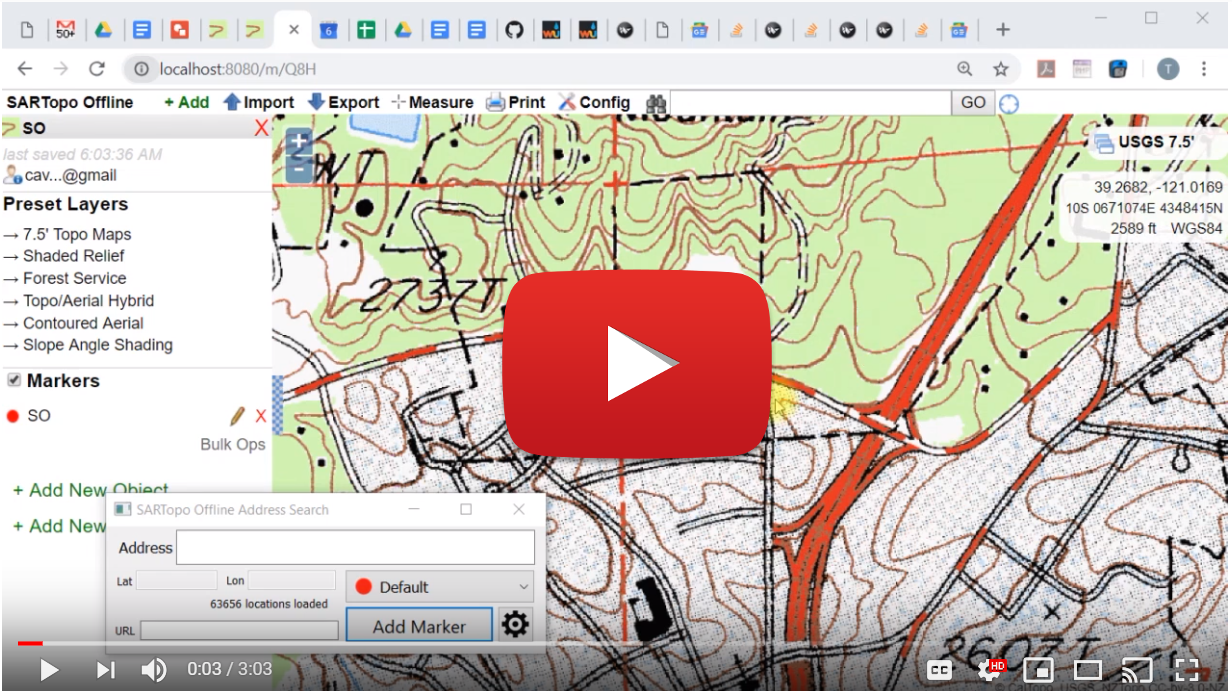 50+
6
localhost:8080/m/Q8H
T
SARTopo Offline + Add Import Export Measure Print Config GO
SO X
last saved 6:03:36 AM
cav...@gmail
Preset Layers
→ 7.5' Topo Maps
→ Shaded Relief
→ Forest Service
→ Topo/Aerial Hybrid
→ Contoured Aerial
→ Slope Angle Shading
Markers
SO X
Bulk Ops
+ Add New Object
+ Add New
+
−
USGS 7.5'
39.2682, -121.0169
10S 0671074E 4348415N
2589 ft WGS84
WT
2737T
2607T
SARTopo Offline Address Search
Address
Lat Lon Default
63656 locations loaded
URL Add Marker
0:03 / 3:03
CC HD